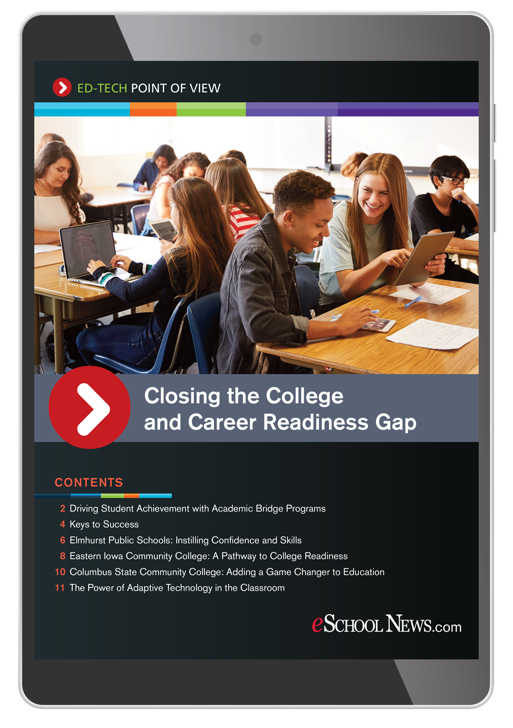 ED-TECH POINT OF VIEW
Closing the College
and Career Readiness Gap
CONTENTS
2 Driving Student Achievement with Academic Bridge Programs
4 Keys to Success
6 Elmhurst Public Schools: Instilling Confidence and Skills
8 Eastern Iowa Community College: A Pathway to College Readiness
10 Columbus State Community College: Adding a Game Changer to Education
11 The Power of Adaptive Technology in the Classroom
eSCHOOL NEWS.com